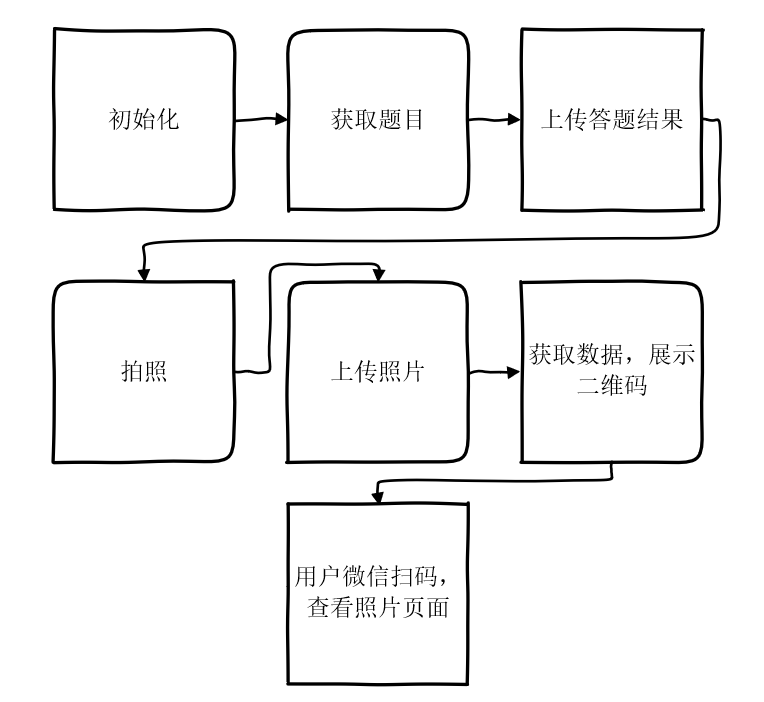 初始化
获取题目
上传答题结果
拍照
上传照片
获取数据，展示
二维码
用户微信扫码，
查看照片页面